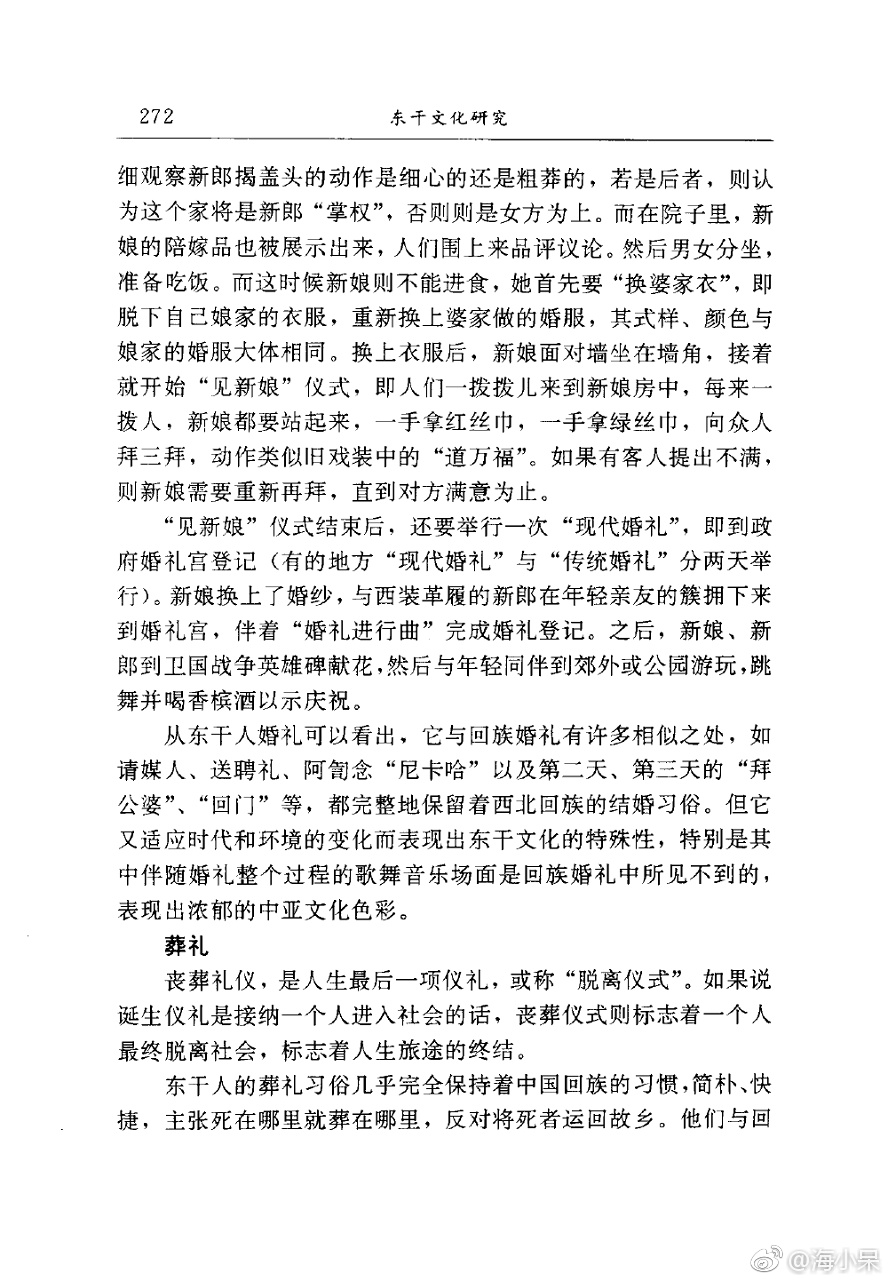 272 东干文化研究
细观察新郎揭盖头的动作是细心的还是粗莽的，若是后者，则认
为这个家将是新郎“掌权”，否则则是女方为上。而在院子里，新
娘的陪嫁品也被展示出来，人们围上来品评议论。然后男女分坐，
准备吃饭。而这时候新娘则不能进食，她首先要“换婆家衣”，即
脱下自己娘家的衣服，重新换上婆家做的婚服，其式样、颜色与
娘家的婚服大体相同。换上衣服后，新娘面对墙坐在墙角，接着
就开始“见新娘”仪式，即人们一拨拨儿来到新娘房中，每来一
拨人，新娘都要站起来，一手拿红丝巾，一手拿绿丝巾，向众人
拜三拜，动作类似旧戏装中的“道万福”。如果有客人提出不满，
则新娘需要重新再拜，直到对方满意为止。
“见新娘”仪式结束后，还要举行一次“现代婚礼”，即到政
府婚礼宫登记（有的地方“现代婚礼”与“传统婚礼”分两天举
行）。新娘换上了婚纱，与西装革履的新郎在年轻亲友的簇拥下来
到婚礼宫，伴着“婚礼进行曲”完成婚礼登记。之后，新娘、新
郎到卫国战争英雄碑献花，然后与年轻同伴到郊外或公园游玩，跳
舞并喝香槟酒以示庆祝。
从东干人婚礼可以看出，它与回族婚礼有许多相似之处，如
请媒人、送聘礼、阿訇念“尼卡哈”以及第二天、第三天的“拜
公婆”、“回门”等，都完整地保留着西北回族的结婚习俗。但它
又适应时代和环境的变化而表现出东干文化的特殊性，特别是其
中伴随婚礼整个过程的歌舞音乐场面是回族婚礼中所见不到的，
表现出浓郁的中亚文化色彩。
葬礼
丧葬礼仪，是人生最后一项仪礼，或称“脱离仪式”。如果说
诞生仪礼是接纳一个人进入社会的话，丧葬仪式则标志着一个人
最终脱离社会，标志着人生旅途的终结。
东干人的葬礼习俗几乎完全保持着中国回族的习惯，简朴、快
捷，主张死在哪里就葬在哪里，反对将死者运回故乡。他们与回
@海小呆